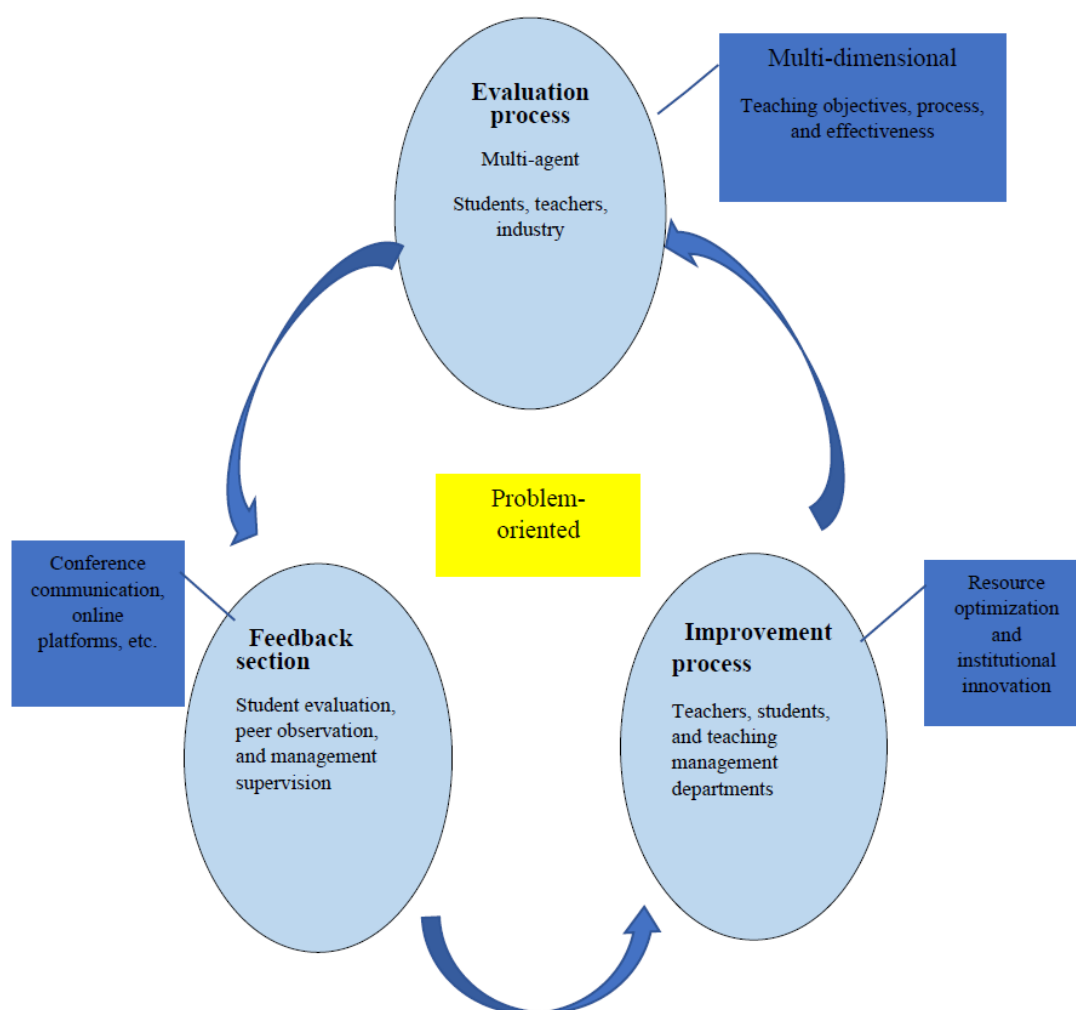 Evaluation
process
Multi-agent
Students, teachers,
industry
Multi-dimensional
Teaching objectives, process,
and effectiveness
Problem-
oriented
Conference
communication,
online
platforms, etc.
Feedback
section
Student evaluation,
peer observation,
and management
supervision
Improvement
process
Teachers, students,
and teaching
management
departments
Resource
optimization
and
institutional
innovation